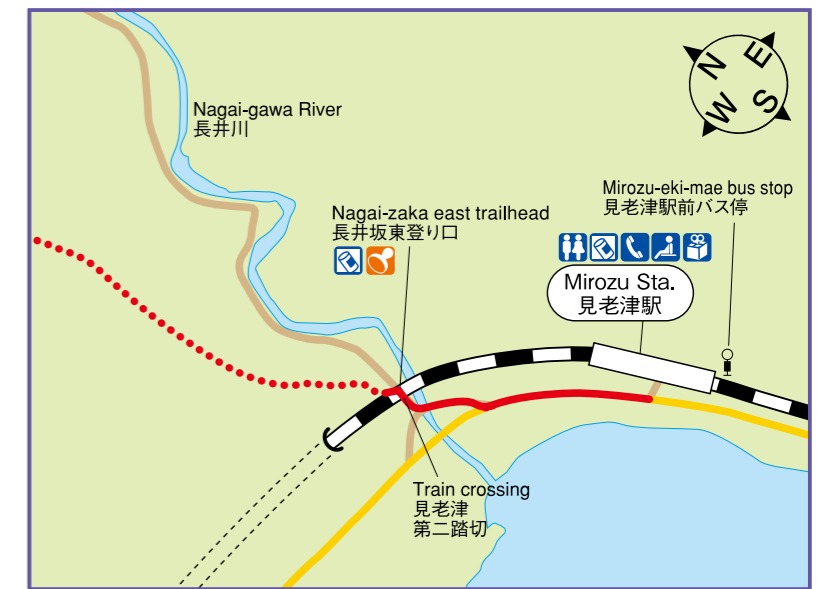 N
E
W
S
Nagai-gawa River
長井川
Mirozu-eki-mae bus stop
見老津駅前バス停
Nagai-zaka east trailhead
長井坂東登り口
Mirozu Sta.
見老津駅
Train crossing
見老津
第二踏切